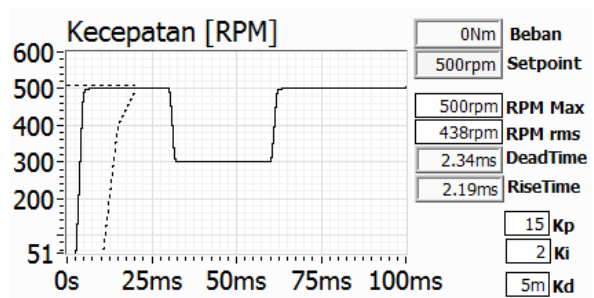 Kecepatan [RPM]
600
500
400
300
200
51
0s 25ms 50ms 75ms 100ms
0Nm Beban
500rpm Setpoint
500rpm RPM Max
438rpm RPM rms
2.34ms DeadTime
2.19ms RiseTime
15 Kp
2 Ki
5m Kd